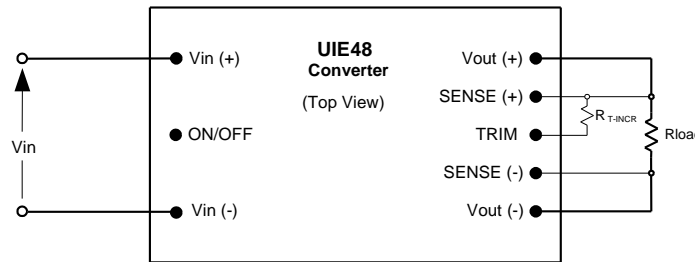 UIE48
Converter
(Top View)
Vin (+)
ON/OFF
Vin (-)
Vin
Vout (+)
SENSE (+)
TRIM
SENSE (-)
Vout (-)
R T-INCR
Rload